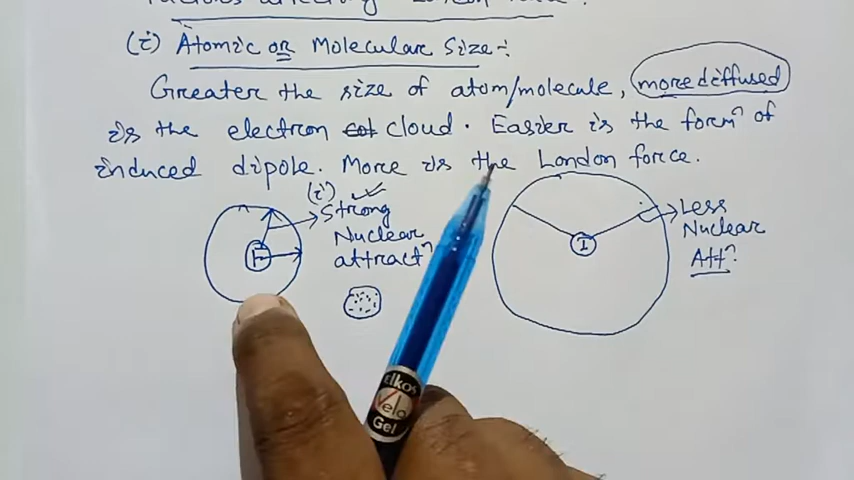 (i) Atomic or Molecular Size :-
Greater the size of atom/molecule, more diffused
is the electron cloud. Easier is the formⁿ of
induced dipole. More is the London force.
(i)
Strong
Nuclear
attractⁿ
F
I
Less
Nuclear
Attⁿ
elkos
Velo
Gel